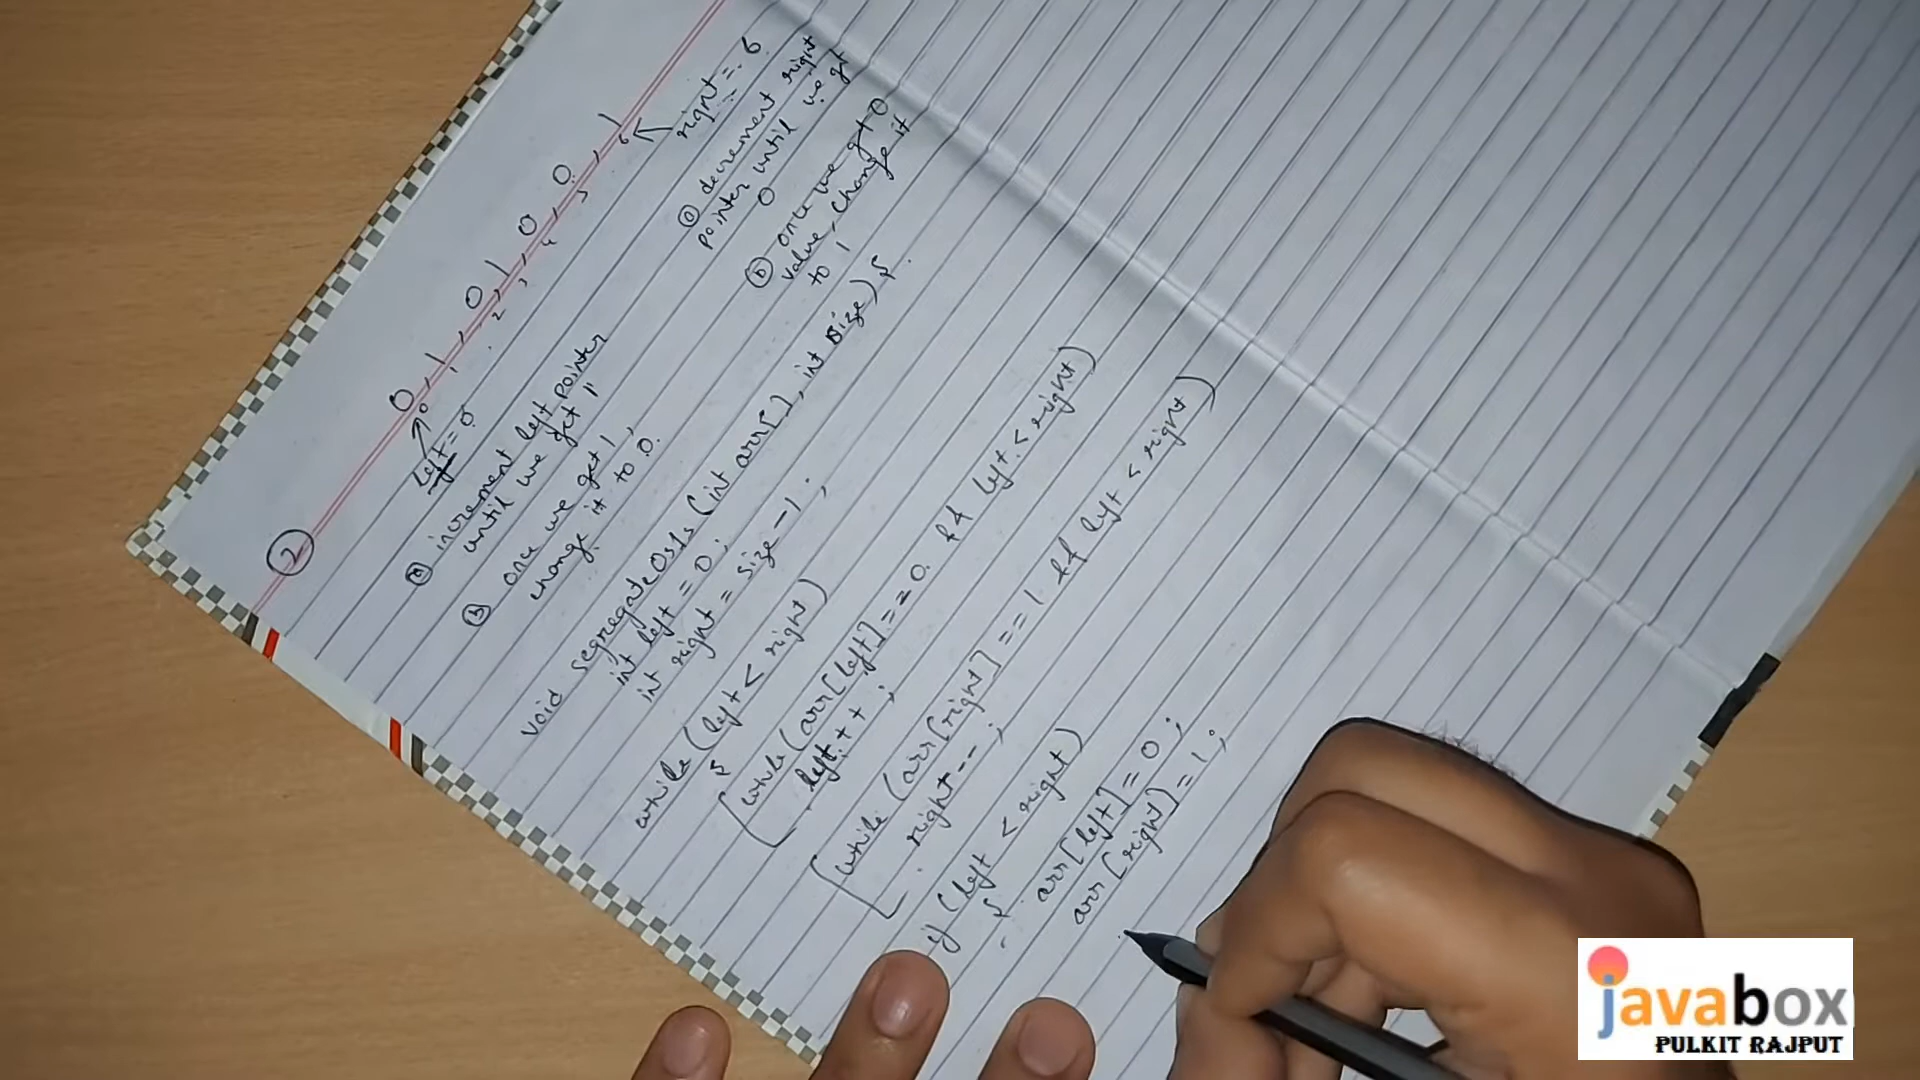 ②
0, 1, 0, 1, 0, 0, 1
0 1 2 3 4 5 6
left = 0
right = 6
ⓐ increment left pointer
until we get 1
ⓑ once we get 1,
change it to 0.
ⓐ decrement right
pointer until we get
0
ⓑ once we get 0
value, change it
to 1
void segregate0s1s (int arr[], int size) {
int left = 0;
int right = size - 1;
while (left < right)
{
while (arr[left] == 0 && left < right)
left++;
while (arr[right] == 1 && left < right)
right--;
if (left < right)
{
arr[left] = 0;
arr[right] = 1;
javabox
PULKIT RAJPUT